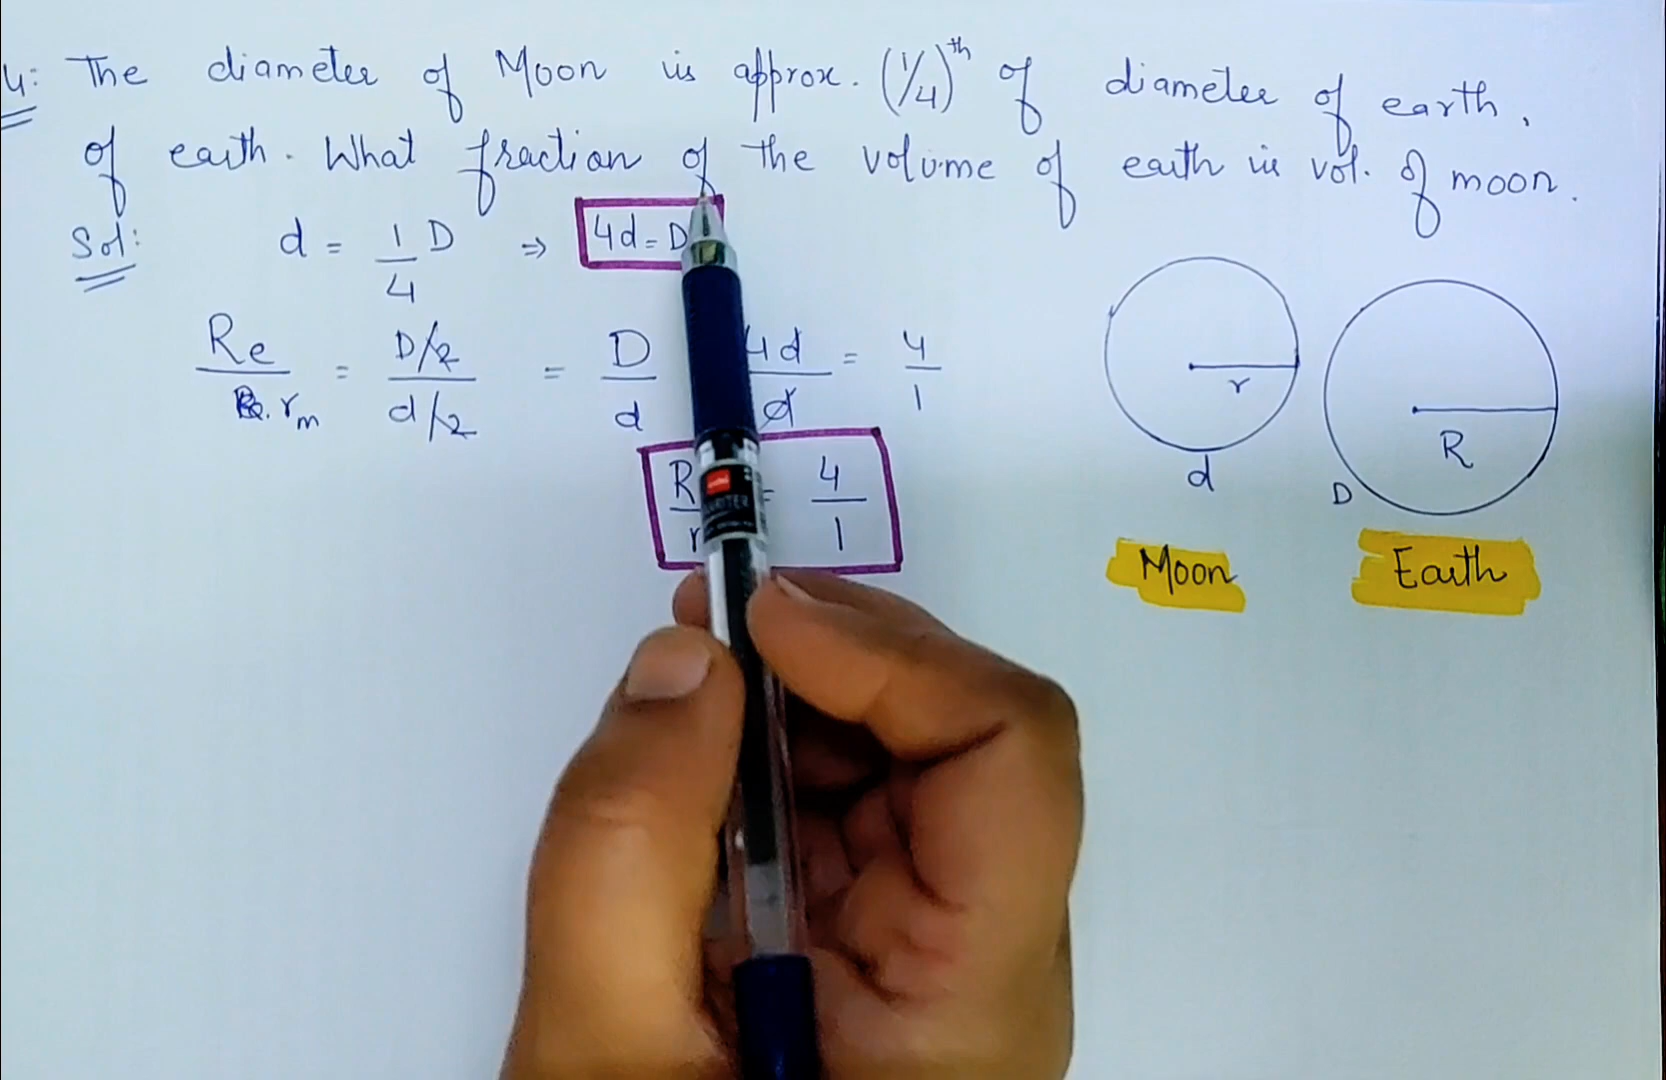 4: The diameter of Moon is approx. (1/4)th of diameter of earth,
of earth. What fraction of the volume of earth is vol. of moon.
Sol: d = 1/4 D ⇒ 4d = D
Re/rm = (D/2)/(d/2) = D/d 4d/d = 4/1
R/r = 4/1
r
R
d
D
Moon
Earth